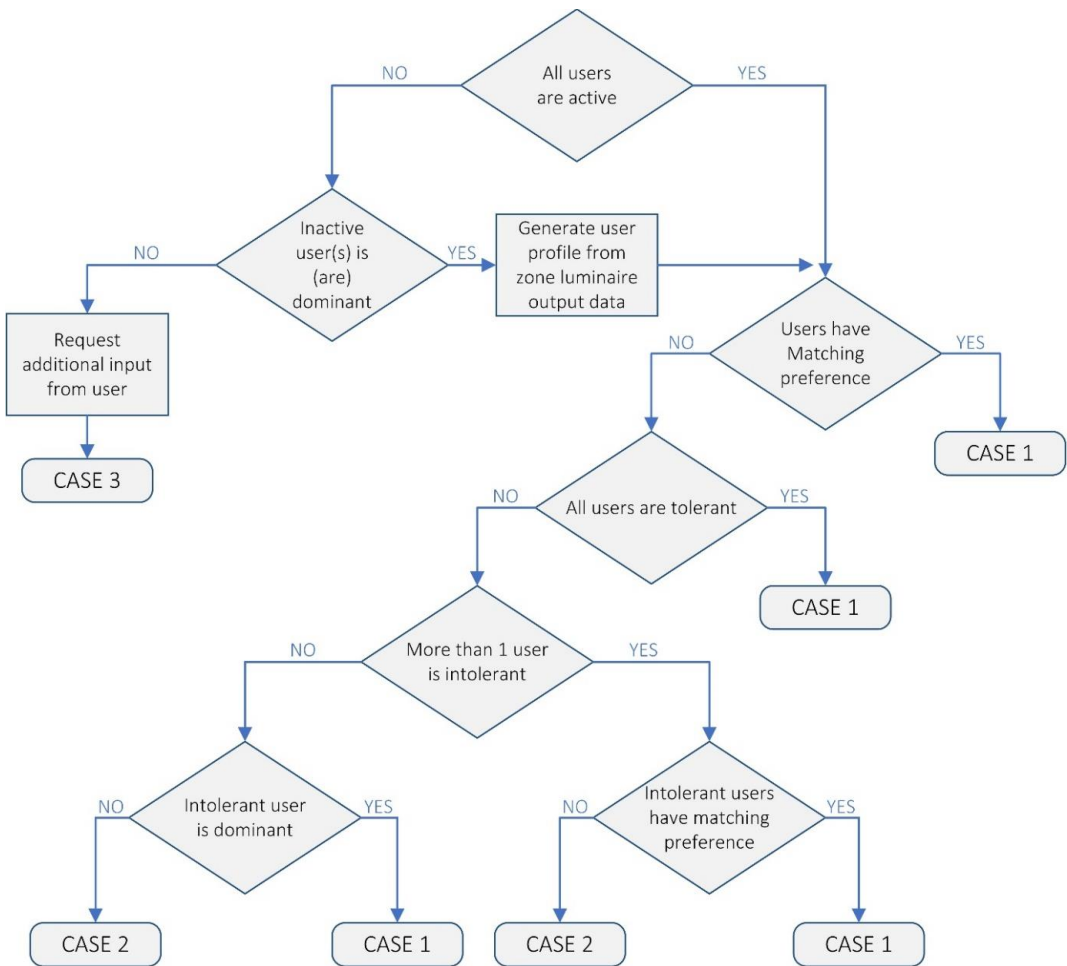 NO
All users
are active
YES
NO
Inactive
user(s) is
(are)
dominant
YES
Generate user
profile from
zone luminaire
output data
Request
additional input
from user
CASE 3
NO
Users have
Matching
preference
YES
CASE 1
NO
All users are tolerant
YES
CASE 1
NO
More than 1 user
is intolerant
YES
NO
Intolerant user
is dominant
YES
NO
Intolerant users
have matching
preference
YES
CASE 2
CASE 1
CASE 2
CASE 1